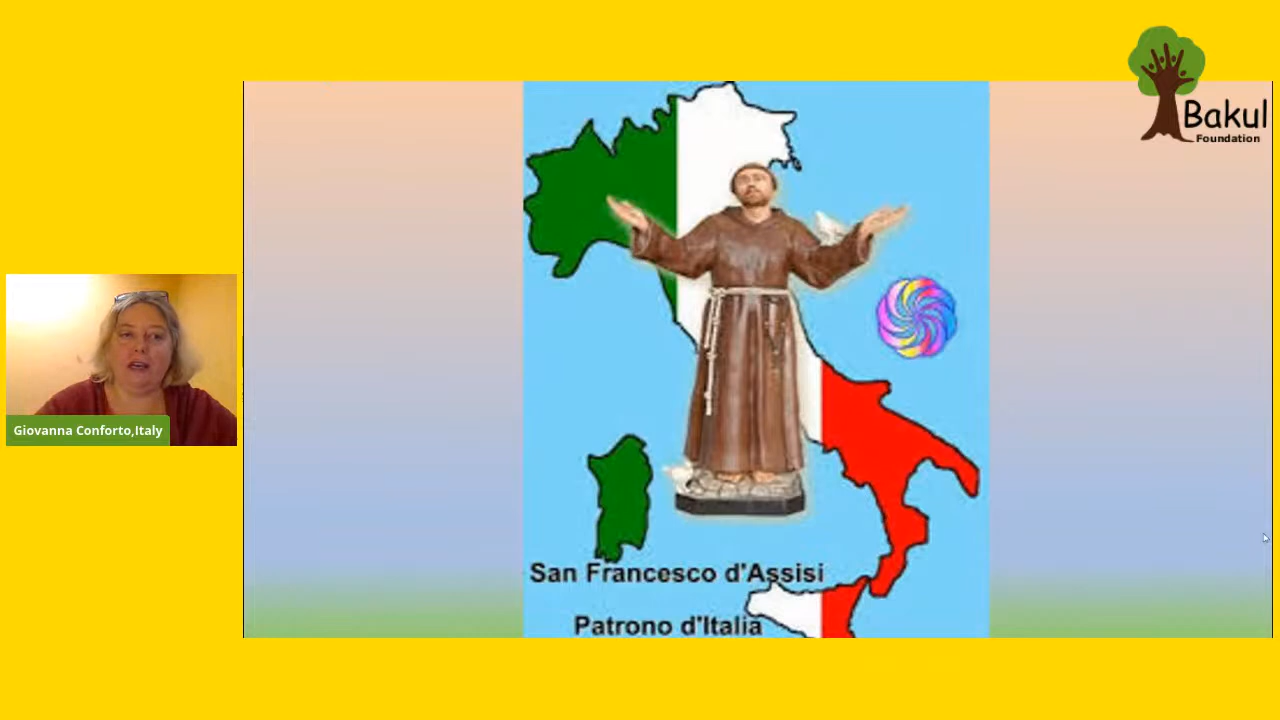 Bakul
Foundation
Giovanna Conforto,Italy
San Francesco d'Assisi
Patrono d'Italia